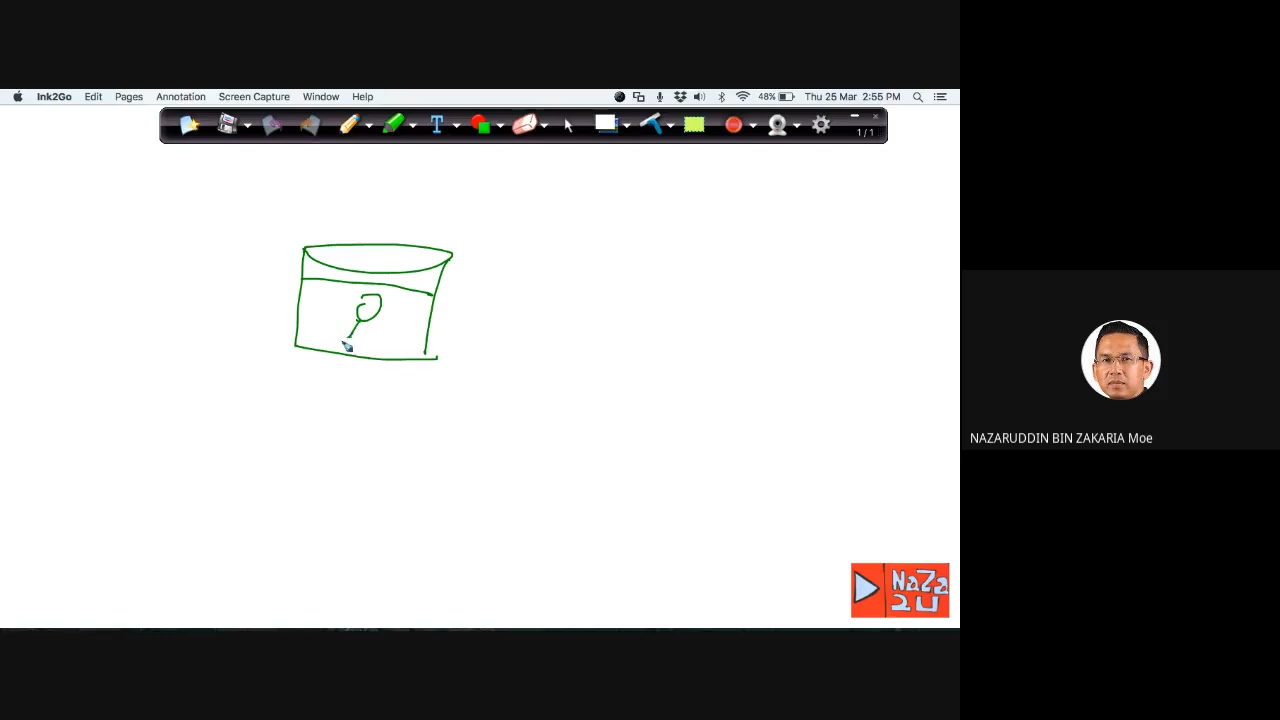 Ink2Go Edit Pages Annotation Screen Capture Window Help 48% Thu 25 Mar 2:55 PM
T
1 / 1
NAZARUDDIN BIN ZAKARIA Moe
NaZa
2U